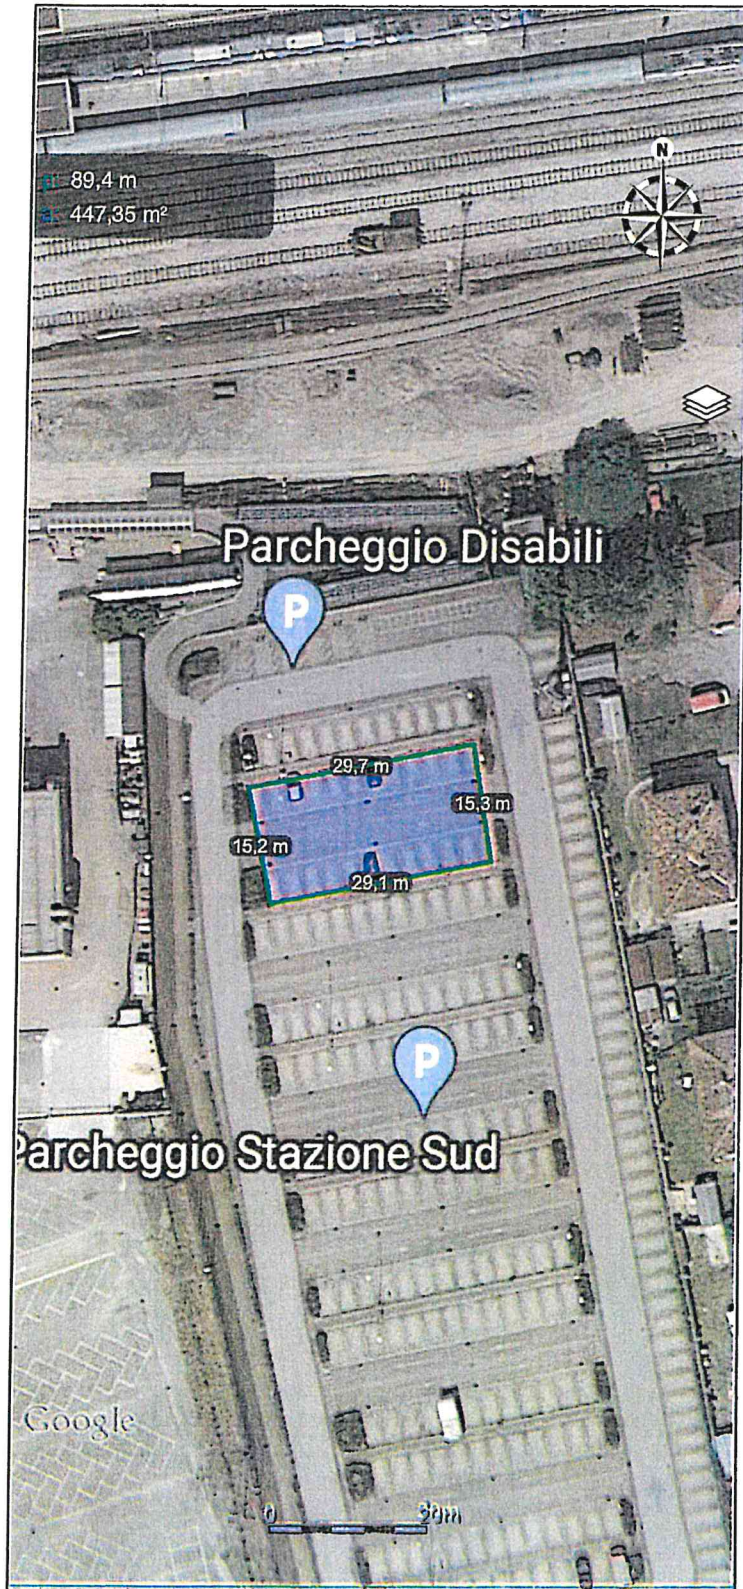 p: 89,4 m
a: 447,35 m²
N
Parcheggio Disabili
P
29,7 m
15,3 m
15,2 m
29,1 m
P
Parcheggio Stazione Sud
Google
0 20m